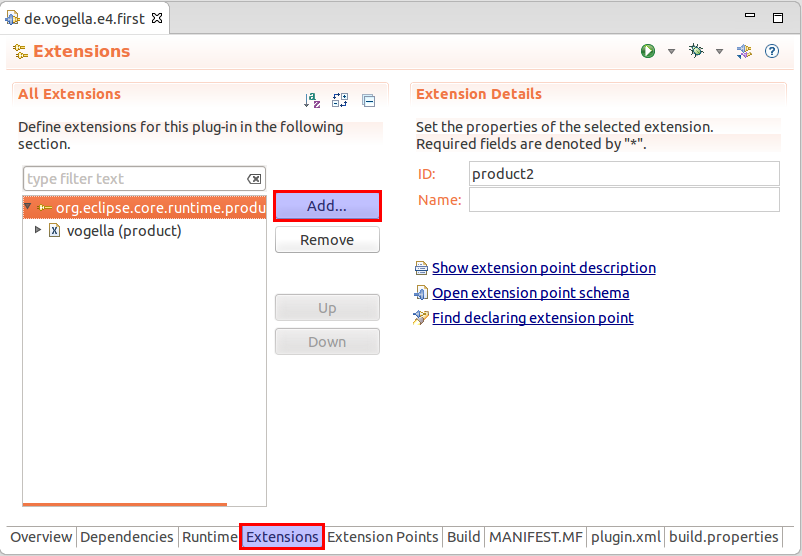 de.vogella.e4.first
Extensions
All Extensions
Define extensions for this plug-in in the following
section.
type filter text
org.eclipse.core.runtime.produ
vogella (product)
Add...
Remove
Up
Down
Extension Details
Set the properties of the selected extension.
Required fields are denoted by "*".
ID: product2
Name:
Show extension point description
Open extension point schema
Find declaring extension point
Overview Dependencies Runtime Extensions Extension Points Build MANIFEST.MF plugin.xml build.properties